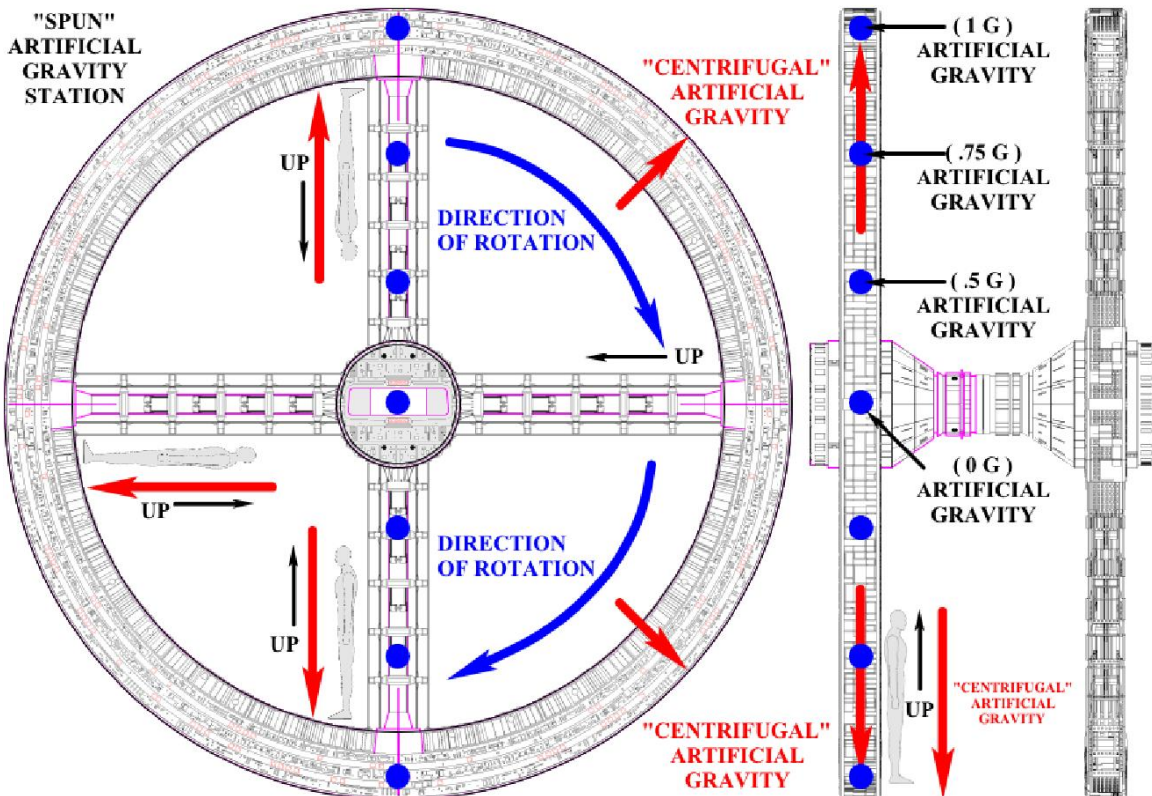 "SPUN"
ARTIFICIAL
GRAVITY
STATION
"CENTRIFUGAL"
ARTIFICIAL
GRAVITY
UP
DIRECTION
OF ROTATION
UP
UP
DIRECTION
OF ROTATION
UP
"CENTRIFUGAL"
ARTIFICIAL
GRAVITY
( 1 G )
ARTIFICIAL
GRAVITY
( .75 G )
ARTIFICIAL
GRAVITY
( .5 G )
ARTIFICIAL
GRAVITY
( 0 G )
ARTIFICIAL
GRAVITY
UP
"CENTRIFUGAL"
ARTIFICIAL
GRAVITY